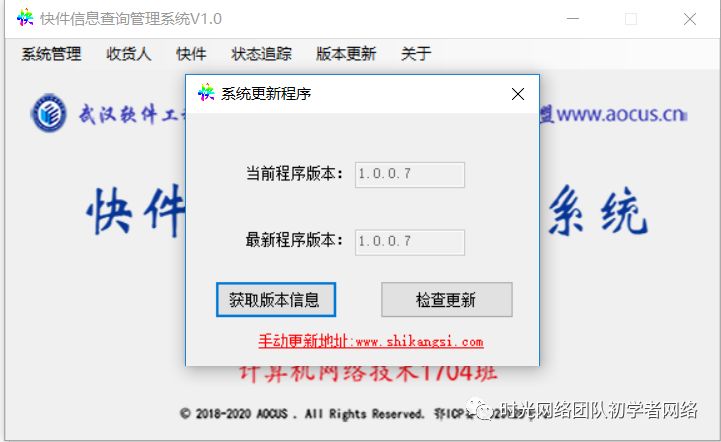 快件信息查询管理系统V1.0
系统管理 收货人 快件 状态追踪 版本更新 关于
系统更新程序
武汉软件工 盟www.aocus.cn
当前程序版本： 1.0.0.7
快件 系统
最新程序版本： 1.0.0.7
获取版本信息 检查更新
手动更新地址:www.shikangsi.com
计算机网络技术1704班
© 2018-2020 AOCUS . All Rights Reserved. 鄂ICP备
时光网络团队初学者网络